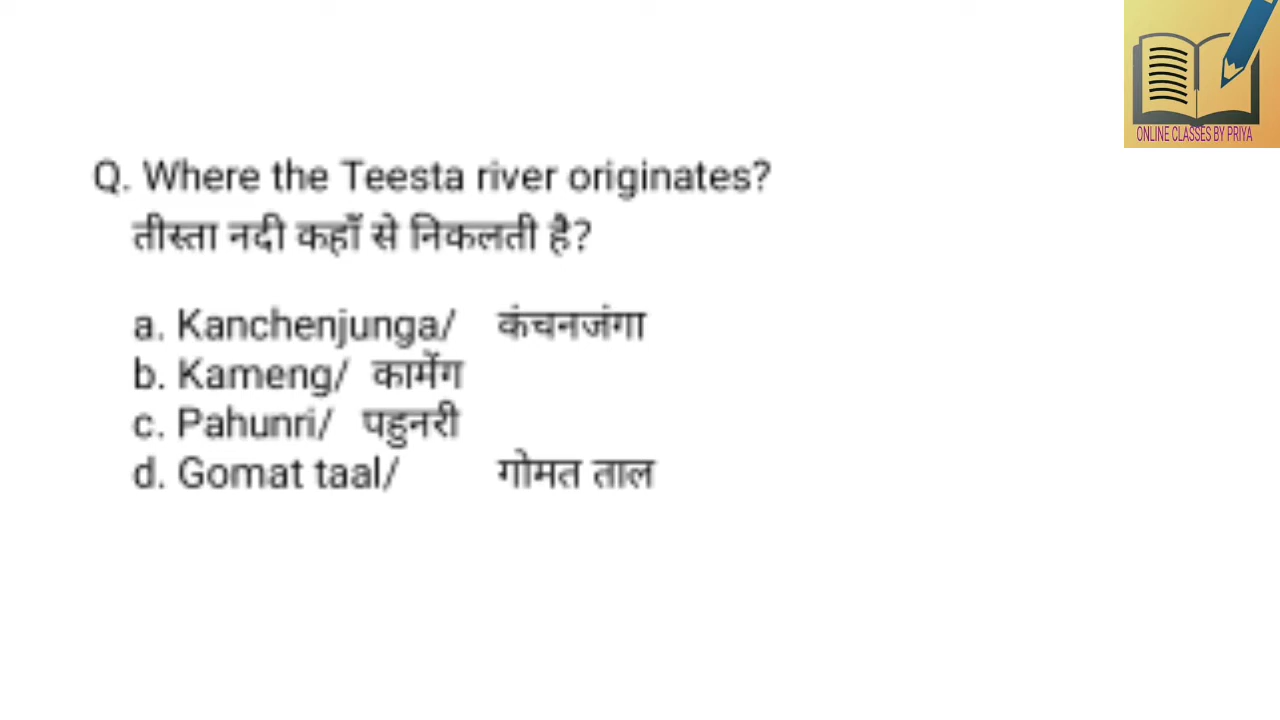 ONLINE CLASSES BY PRIYA
Q. Where the Teesta river originates?
तीस्ता नदी कहाँ से निकलती है?
a. Kanchenjunga/ कंचनजंगा
b. Kameng/ कामेंग
c. Pahunri/ पहुनरी
d. Gomat taal/ गोमत ताल